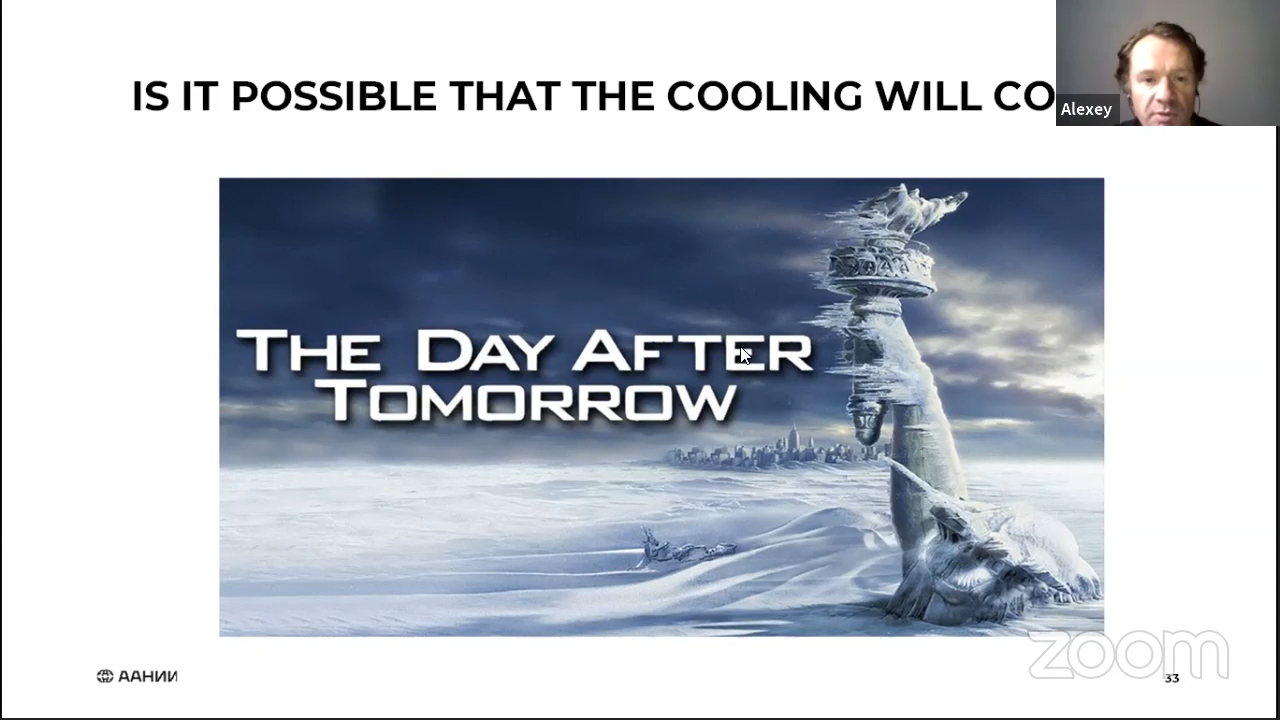 IS IT POSSIBLE THAT THE COOLING WILL CO
Alexey
THE DAY AFTER
TOMORROW
ААНИИ
zoom
33